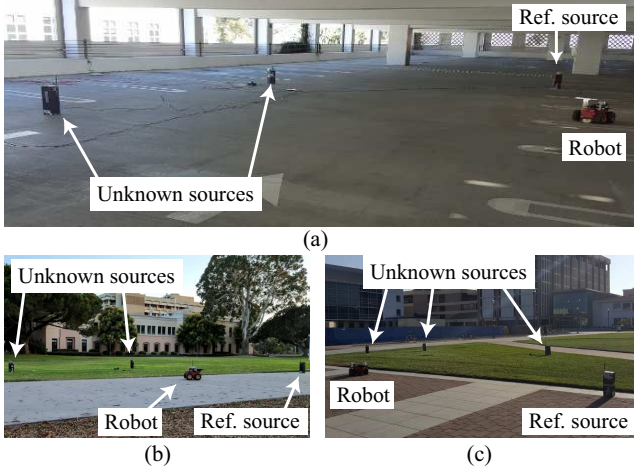 Ref. source
Robot
Unknown sources
(a)
Unknown sources
Robot
Ref. source
(b)
Unknown sources
Robot
Ref. source
(c)